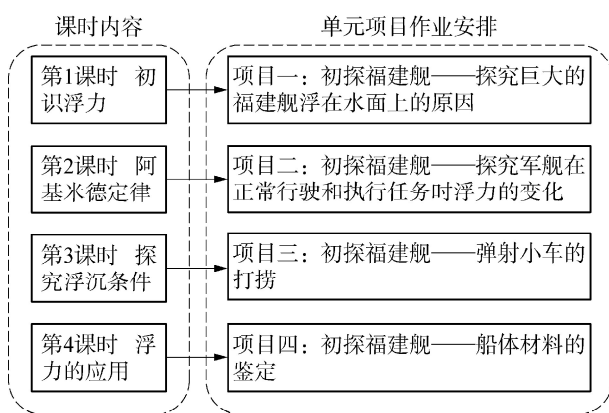 课时内容
单元项目作业安排
第1课时 初
识浮力
项目一：初探福建舰——探究巨大的
福建舰浮在水面上的原因
第2课时 阿
基米德定律
项目二：初探福建舰——探究军舰在
正常行驶和执行任务时浮力的变化
第3课时 探
究浮沉条件
项目三：初探福建舰——弹射小车的
打捞
第4课时 浮
力的应用
项目四：初探福建舰——船体材料的
鉴定